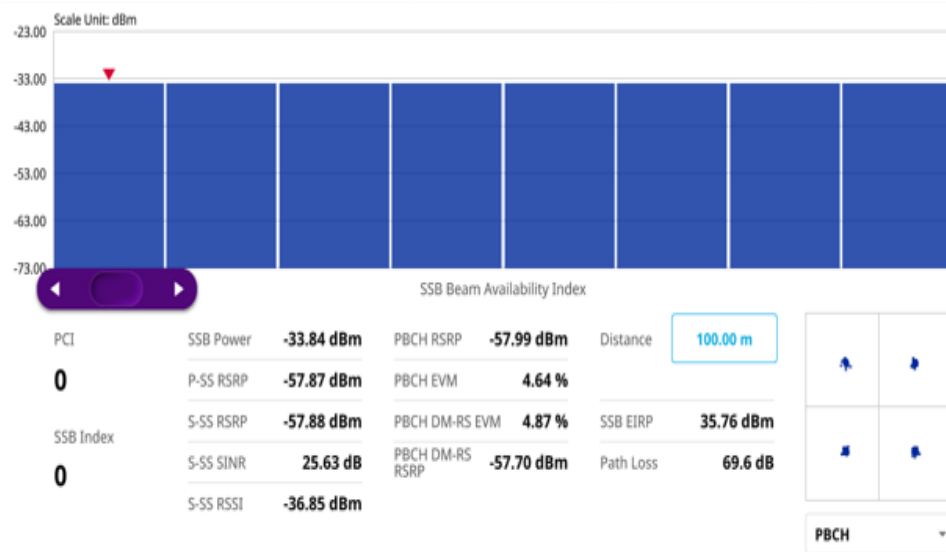 Scale Unit: dBm
-23.00
-33.00
-43.00
-53.00
-63.00
-73.00
SSB Beam Availability Index
PCI
0
SSB Index
0
SSB Power -33.84 dBm
P-SS RSRP -57.87 dBm
S-SS RSRP -57.88 dBm
S-SS SINR 25.63 dB
S-SS RSSI -36.85 dBm
PBCH RSRP -57.99 dBm
PBCH EVM 4.64 %
PBCH DM-RS EVM 4.87 %
PBCH DM-RS
RSRP -57.70 dBm
Distance 100.00 m
SSB EIRP 35.76 dBm
Path Loss 69.6 dB
PBCH